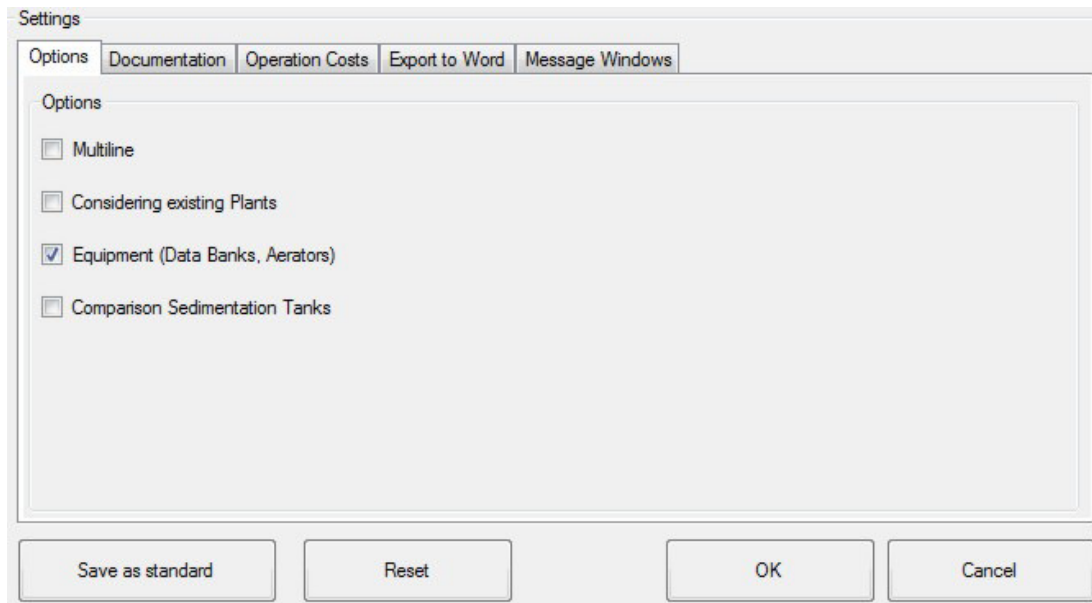 Settings
Options Documentation Operation Costs Export to Word Message Windows
Options
Multiline
Considering existing Plants
Equipment (Data Banks, Aerators)
Comparison Sedimentation Tanks
Save as standard Reset OK Cancel